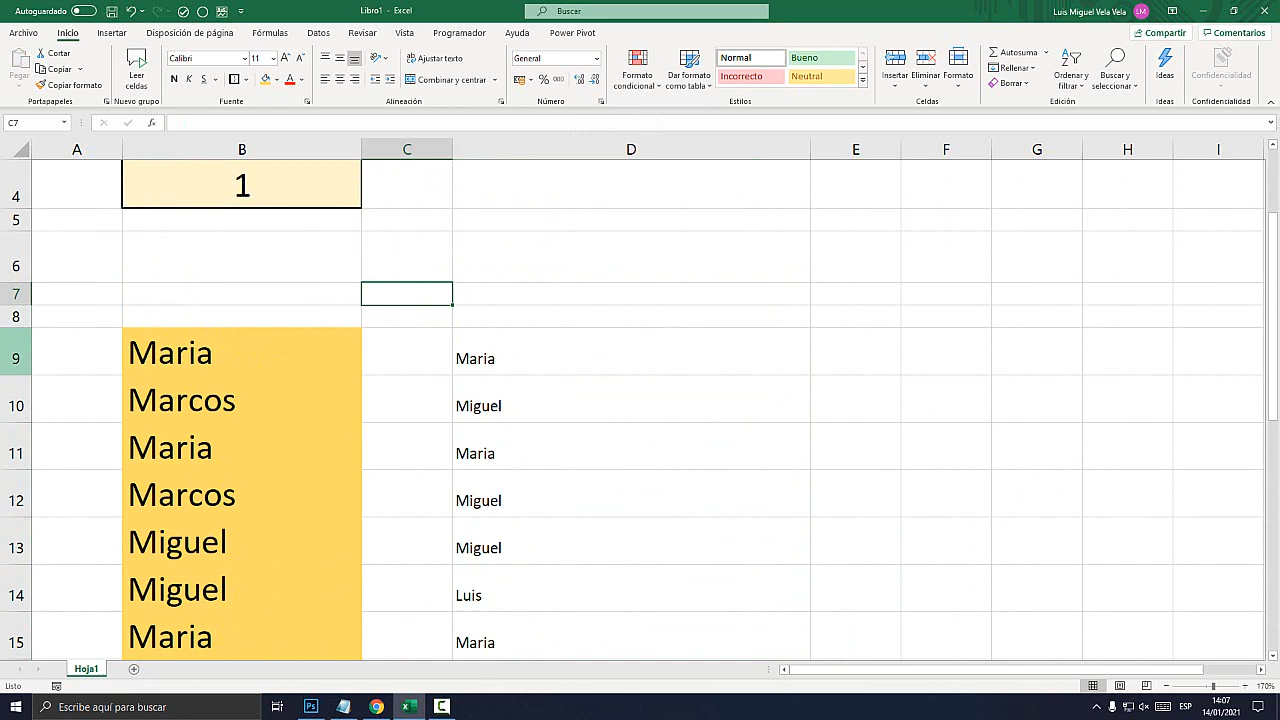 Autoguardado
Libro1 - Excel
Buscar
Luis Miguel Vela Vela
LM
Archivo Inicio Insertar Disposición de página Fórmulas Datos Revisar Vista Programador Ayuda Power Pivot
Compartir Comentarios
Pegar
Cortar
Copiar
Copiar formato
Portapapeles
Leer celdas
Nuevo grupo
Calibri 11
N K S
Fuente
Ajustar texto
Combinar y centrar
Alineación
General
% 000
Número
Formato condicional
Dar formato como tabla
Normal Bueno
Incorrecto Neutral
Estilos
Insertar Eliminar Formato
Celdas
Autosuma
Rellenar
Borrar
Ordenar y filtrar
Buscar y seleccionar
Edición
Ideas
Ideas
Confidencialidad
Confidencialidad
C7
fx
A B C D E F G H I
4 1
5
6
7
8
9 Maria Maria
10 Marcos Miguel
11 Maria Maria
12 Marcos Miguel
13 Miguel Miguel
14 Miguel Luis
15 Maria Maria
Hoja1
Listo
170%
Escribe aquí para buscar
Ps
ESP
14:07
14/01/2021